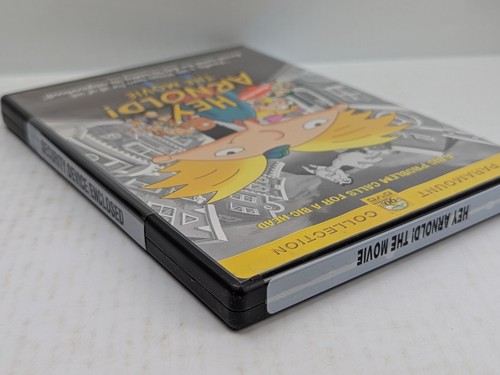 HEY
ARNOLD!
THE MOVIE
A BIG PROBLEM CALLS FOR A BIG HEAD
PARAMOUNT
COLLECTION
SECURITY DEVICE ENCLOSED
HEY ARNOLD! THE MOVIE